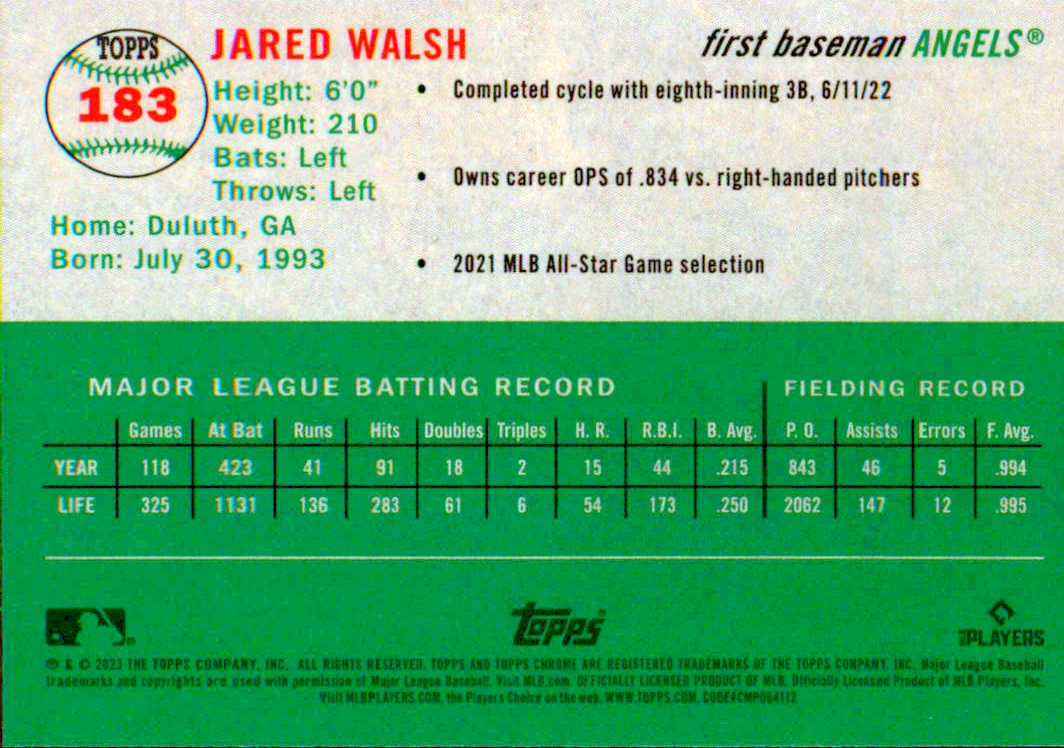 TOPPS
183
JARED WALSH
first baseman ANGELS®
Height: 6'0"
Weight: 210
Bats: Left
Throws: Left
Home: Duluth, GA
Born: July 30, 1993
• Completed cycle with eighth-inning 3B, 6/11/22
• Owns career OPS of .834 vs. right-handed pitchers
• 2021 MLB All-Star Game selection
MAJOR LEAGUE BATTING RECORD FIELDING RECORD
Games At Bat Runs Hits Doubles Triples H. R. R.B.I. B. Avg. P. O. Assists Errors F. Avg.
YEAR 118 423 41 91 18 2 15 44 .215 843 46 5 .994
LIFE 325 1131 136 283 61 6 54 173 .250 2062 147 12 .995
topps
MLB PLAYERS
® & © 2023 THE TOPPS COMPANY, INC. ALL RIGHTS RESERVED. TOPPS AND TOPPS CHROME ARE REGISTERED TRADEMARKS OF THE TOPPS COMPANY, INC. Major League Baseball
trademarks and copyrights are used with permission of Major League Baseball. Visit MLB.com. OFFICIALLY LICENSED PRODUCT OF MLB. Officially Licensed Product of MLB Players, Inc.
Visit MLBPLAYERS.COM, the Players Choice on the web. WWW.TOPPS.COM. CODE#CMP064112